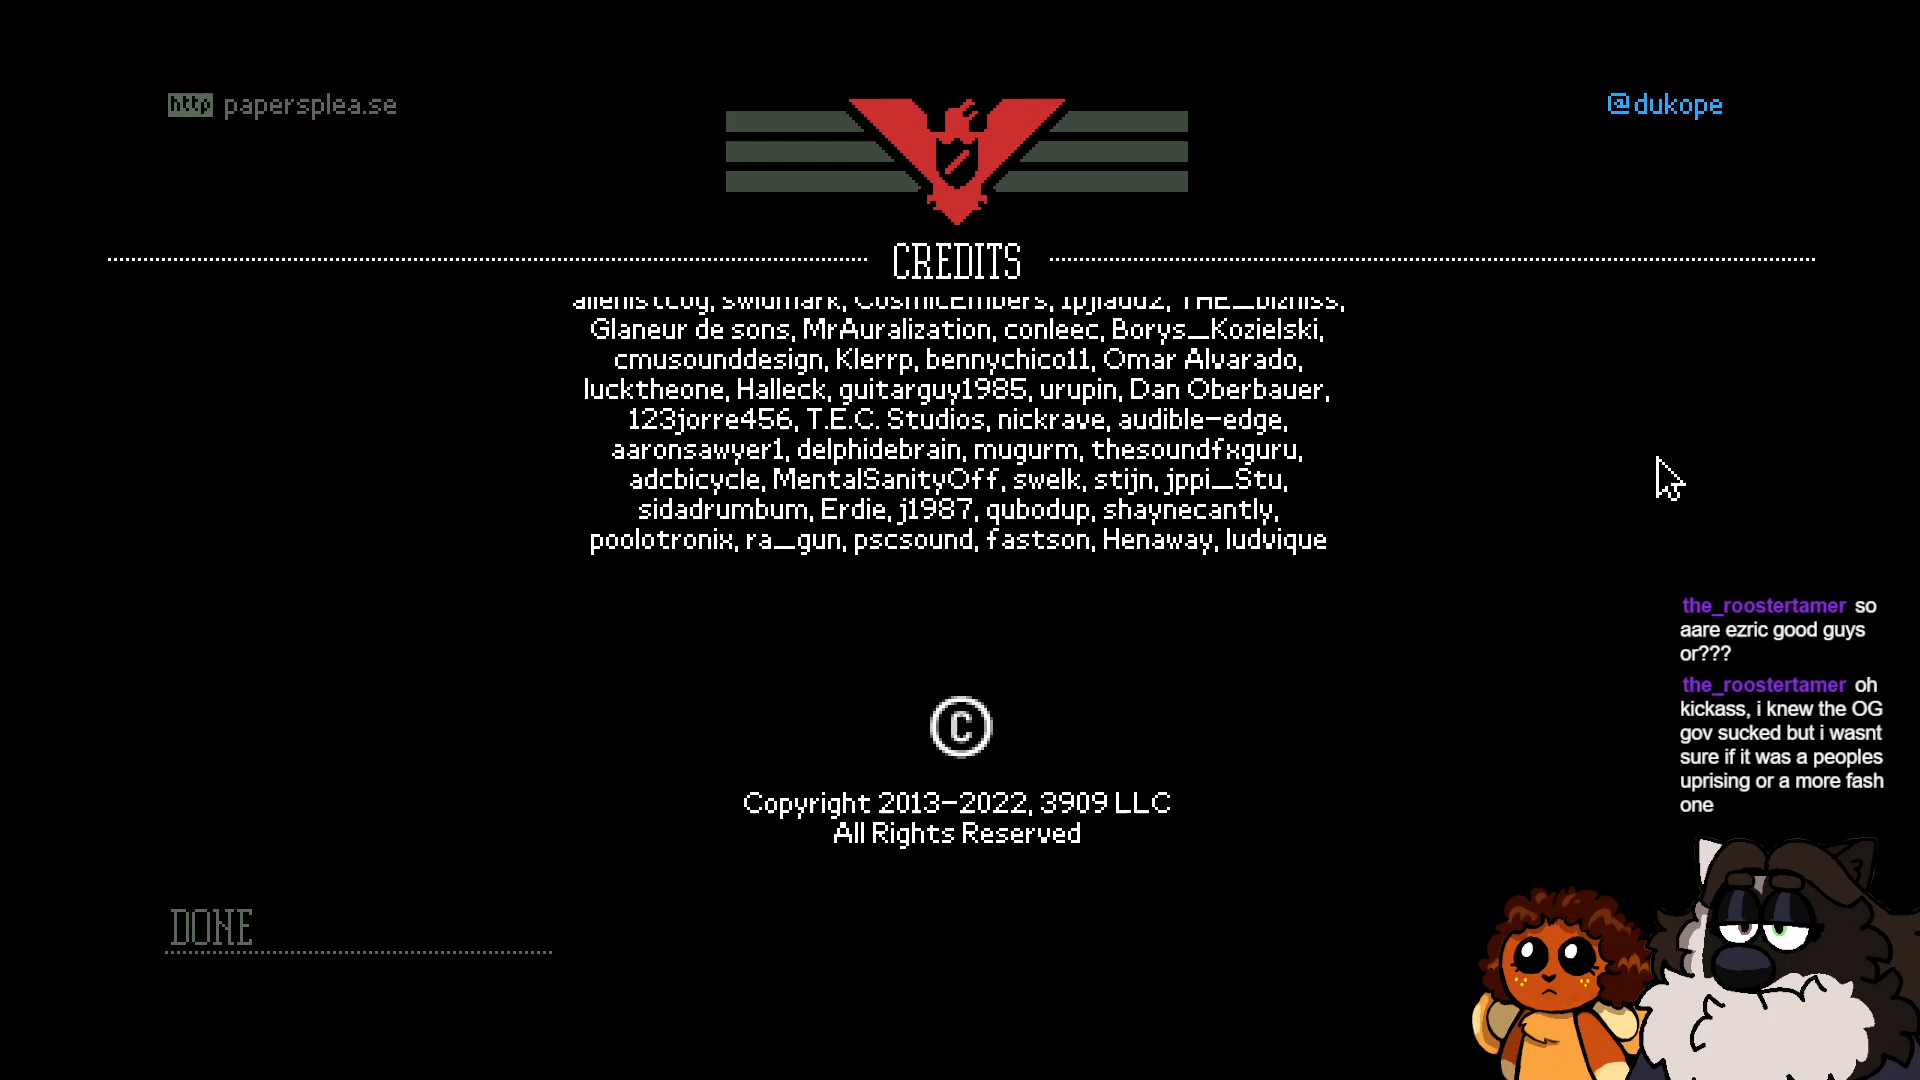 http papersplea.se
@dukope
CREDITS
Glaneur de sons, MrAuralization, conleec, Borys_Kozielski,
cmusounddesign, Klerrp, bennychico11, Omar Alvarado,
lucktheone, Halleck, guitarguy1985, urupin, Dan Oberbauer,
123jorre456, T.E.C. Studios, nickrave, audible-edge,
aaronsawyer1, delphidebrain, mugurm, thesoundfxguru,
adcbicycle, MentalSanityOff, swelk, stijn, jppi_Stu,
sidadrumbum, Erdie, j1987, qubodup, shaynecantly,
poolotronix, ra_gun, pscsound, fastson, Henaway, ludvique
©
Copyright 2013-2022, 3909 LLC
All Rights Reserved
DONE
the_roostertamer so
aare ezric good guys
or???
the_roostertamer oh
kickass, i knew the OG
gov sucked but i wasnt
sure if it was a peoples
uprising or a more fash
one